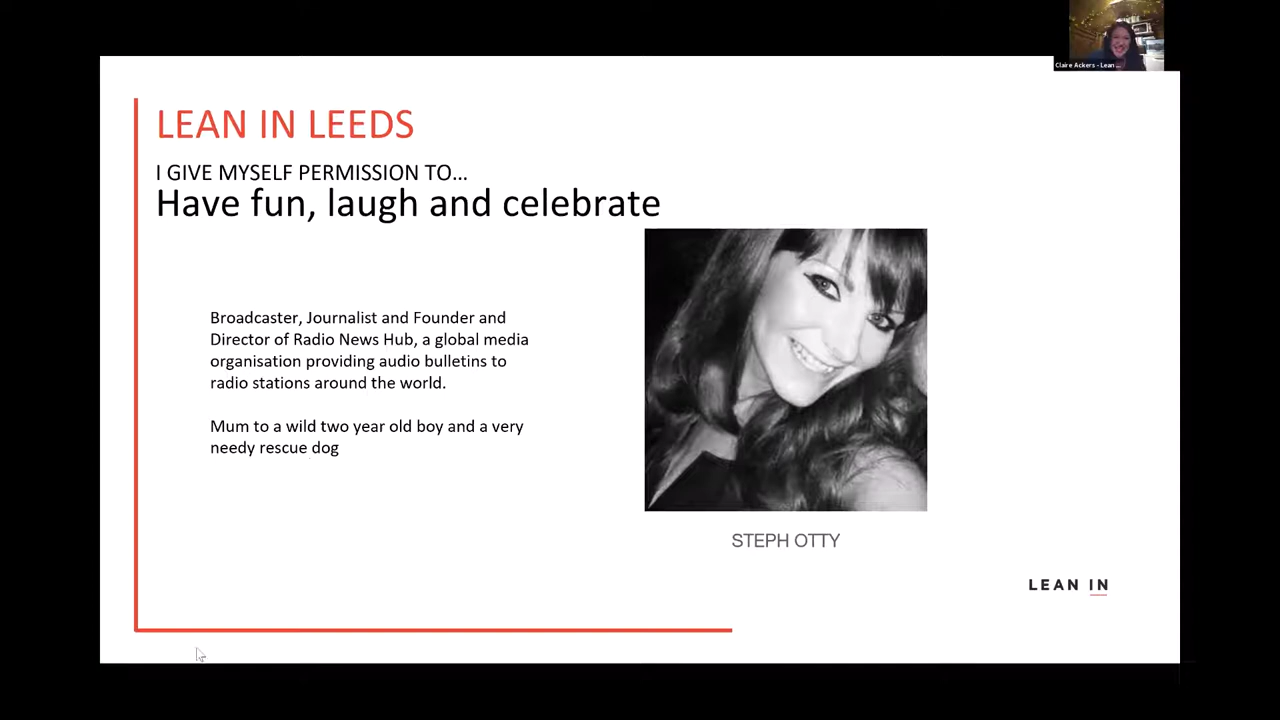 Claire Ackers - Lean ...
LEAN IN LEEDS
I GIVE MYSELF PERMISSION TO...
Have fun, laugh and celebrate
Broadcaster, Journalist and Founder and
Director of Radio News Hub, a global media
organisation providing audio bulletins to
radio stations around the world.
Mum to a wild two year old boy and a very
needy rescue dog
STEPH OTTY
LEAN IN